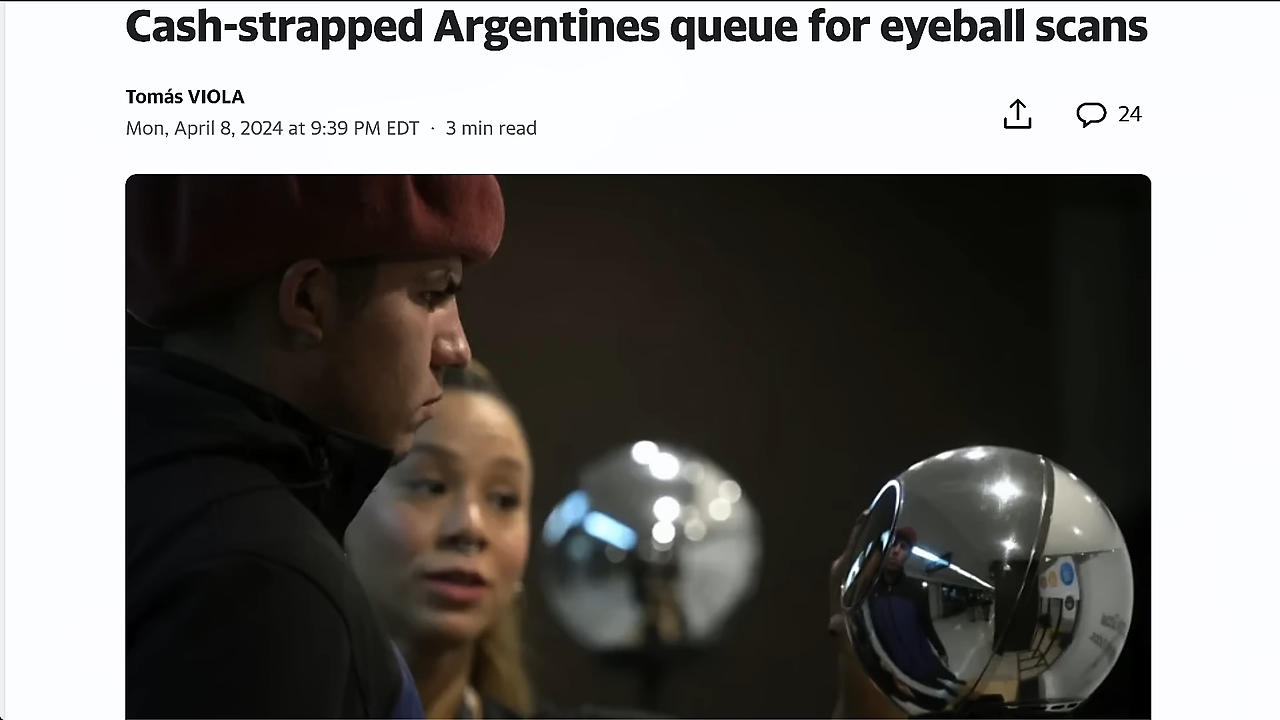 Cash-strapped Argentines queue for eyeball scans
Tomás VIOLA
Mon, April 8, 2024 at 9:39 PM EDT · 3 min read
24